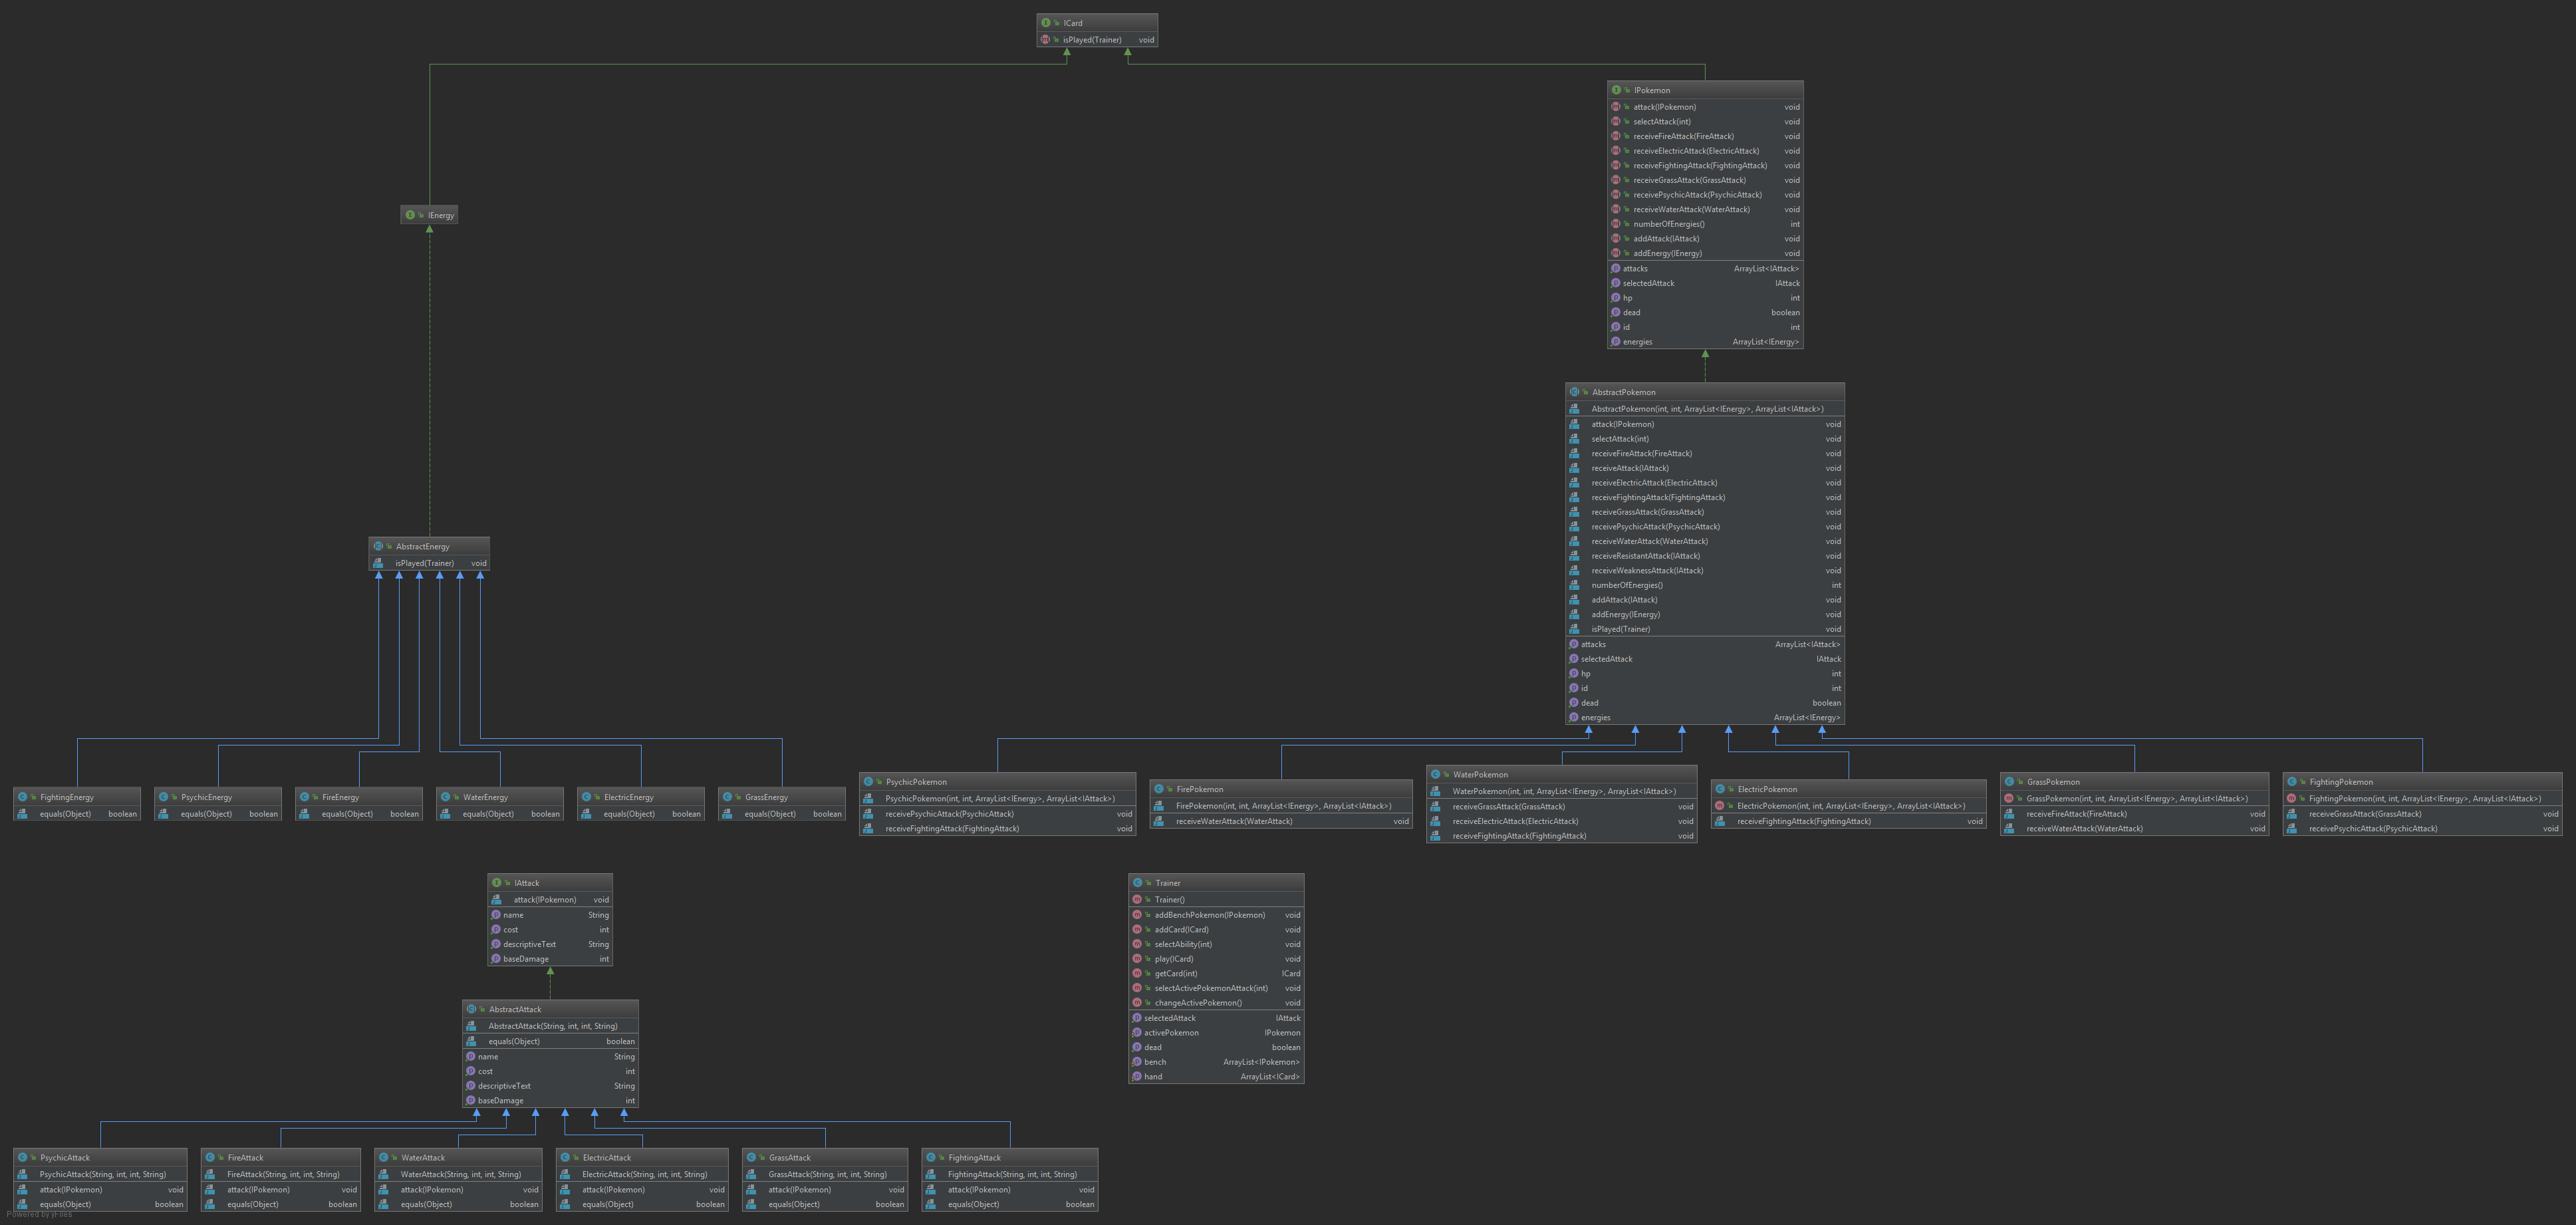 ICard
isPlayed(Trainer) void
IPokemon
attack(IPokemon) void
selectAttack(int) void
receiveFireAttack(FireAttack) void
receiveElectricAttack(ElectricAttack) void
receiveFightingAttack(FightingAttack) void
receiveGrassAttack(GrassAttack) void
receivePsychicAttack(PsychicAttack) void
receiveWaterAttack(WaterAttack) void
numberOfEnergies() int
addAttack(IAttack) void
addEnergy(IEnergy) void
attacks ArrayList<IAttack>
selectedAttack IAttack
hp int
dead boolean
id int
energies ArrayList<IEnergy>
IEnergy
AbstractPokemon
AbstractPokemon(int, int, ArrayList<IEnergy>, ArrayList<IAttack>)
attack(IPokemon) void
selectAttack(int) void
receiveFireAttack(FireAttack) void
receiveAttack(IAttack) void
receiveElectricAttack(ElectricAttack) void
receiveFightingAttack(FightingAttack) void
receiveGrassAttack(GrassAttack) void
receivePsychicAttack(PsychicAttack) void
receiveWaterAttack(WaterAttack) void
receiveResistantAttack(IAttack) void
receiveWeaknessAttack(IAttack) void
numberOfEnergies() int
addAttack(IAttack) void
addEnergy(IEnergy) void
isPlayed(Trainer) void
attacks ArrayList<IAttack>
selectedAttack IAttack
hp int
id int
dead boolean
energies ArrayList<IEnergy>
AbstractEnergy
isPlayed(Trainer) void
FightingEnergy
equals(Object) boolean
PsychicEnergy
equals(Object) boolean
FireEnergy
equals(Object) boolean
WaterEnergy
equals(Object) boolean
ElectricEnergy
equals(Object) boolean
GrassEnergy
equals(Object) boolean
PsychicPokemon
PsychicPokemon(int, int, ArrayList<IEnergy>, ArrayList<IAttack>)
receivePsychicAttack(PsychicAttack) void
receiveFightingAttack(FightingAttack) void
FirePokemon
FirePokemon(int, int, ArrayList<IEnergy>, ArrayList<IAttack>)
receiveWaterAttack(WaterAttack) void
WaterPokemon
WaterPokemon(int, int, ArrayList<IEnergy>, ArrayList<IAttack>)
receiveGrassAttack(GrassAttack) void
receiveElectricAttack(ElectricAttack) void
receiveFightingAttack(FightingAttack) void
ElectricPokemon
ElectricPokemon(int, int, ArrayList<IEnergy>, ArrayList<IAttack>)
receiveFightingAttack(FightingAttack) void
GrassPokemon
GrassPokemon(int, int, ArrayList<IEnergy>, ArrayList<IAttack>)
receiveFireAttack(FireAttack) void
receiveWaterAttack(WaterAttack) void
FightingPokemon
FightingPokemon(int, int, ArrayList<IEnergy>, ArrayList<IAttack>)
receiveGrassAttack(GrassAttack) void
receivePsychicAttack(PsychicAttack) void
IAttack
attack(IPokemon) void
name String
cost int
descriptiveText String
baseDamage int
Trainer
Trainer()
addBenchPokemon(IPokemon) void
addCard(ICard) void
selectAbility(int) void
play(ICard) void
getCard(int) ICard
selectActivePokemonAttack(int) void
changeActivePokemon() void
selectedAttack IAttack
activePokemon IPokemon
dead boolean
bench ArrayList<IPokemon>
hand ArrayList<ICard>
AbstractAttack
AbstractAttack(String, int, int, String)
equals(Object) boolean
name String
cost int
descriptiveText String
baseDamage int
PsychicAttack
PsychicAttack(String, int, int, String)
attack(IPokemon) void
equals(Object) boolean
FireAttack
FireAttack(String, int, int, String)
attack(IPokemon) void
equals(Object) boolean
WaterAttack
WaterAttack(String, int, int, String)
attack(IPokemon) void
equals(Object) boolean
ElectricAttack
ElectricAttack(String, int, int, String)
attack(IPokemon) void
equals(Object) boolean
GrassAttack
GrassAttack(String, int, int, String)
attack(IPokemon) void
equals(Object) boolean
FightingAttack
FightingAttack(String, int, int, String)
attack(IPokemon) void
equals(Object) boolean
Powered by yFiles